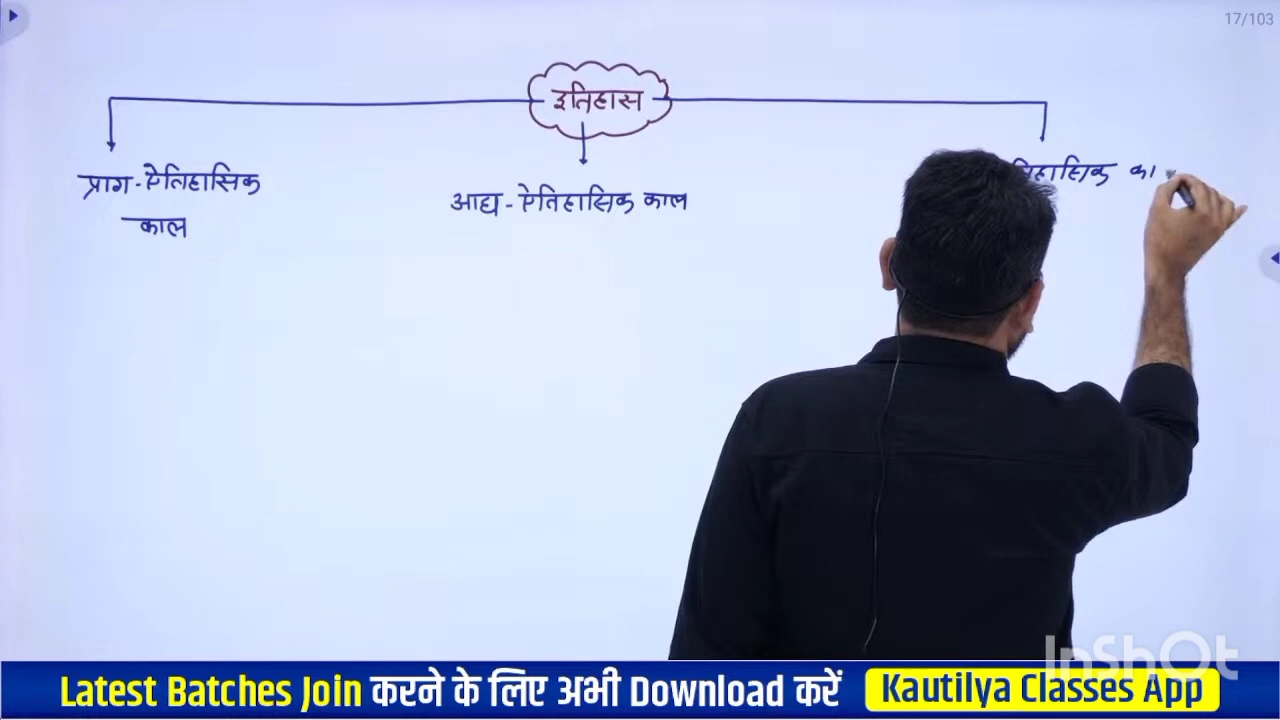 17/103
इतिहास
प्राग-ऐतिहासिक
काल
आद्य-ऐतिहासिक काल
InShOt
Latest Batches Join करने के लिए अभी Download करें
Kautilya Classes App